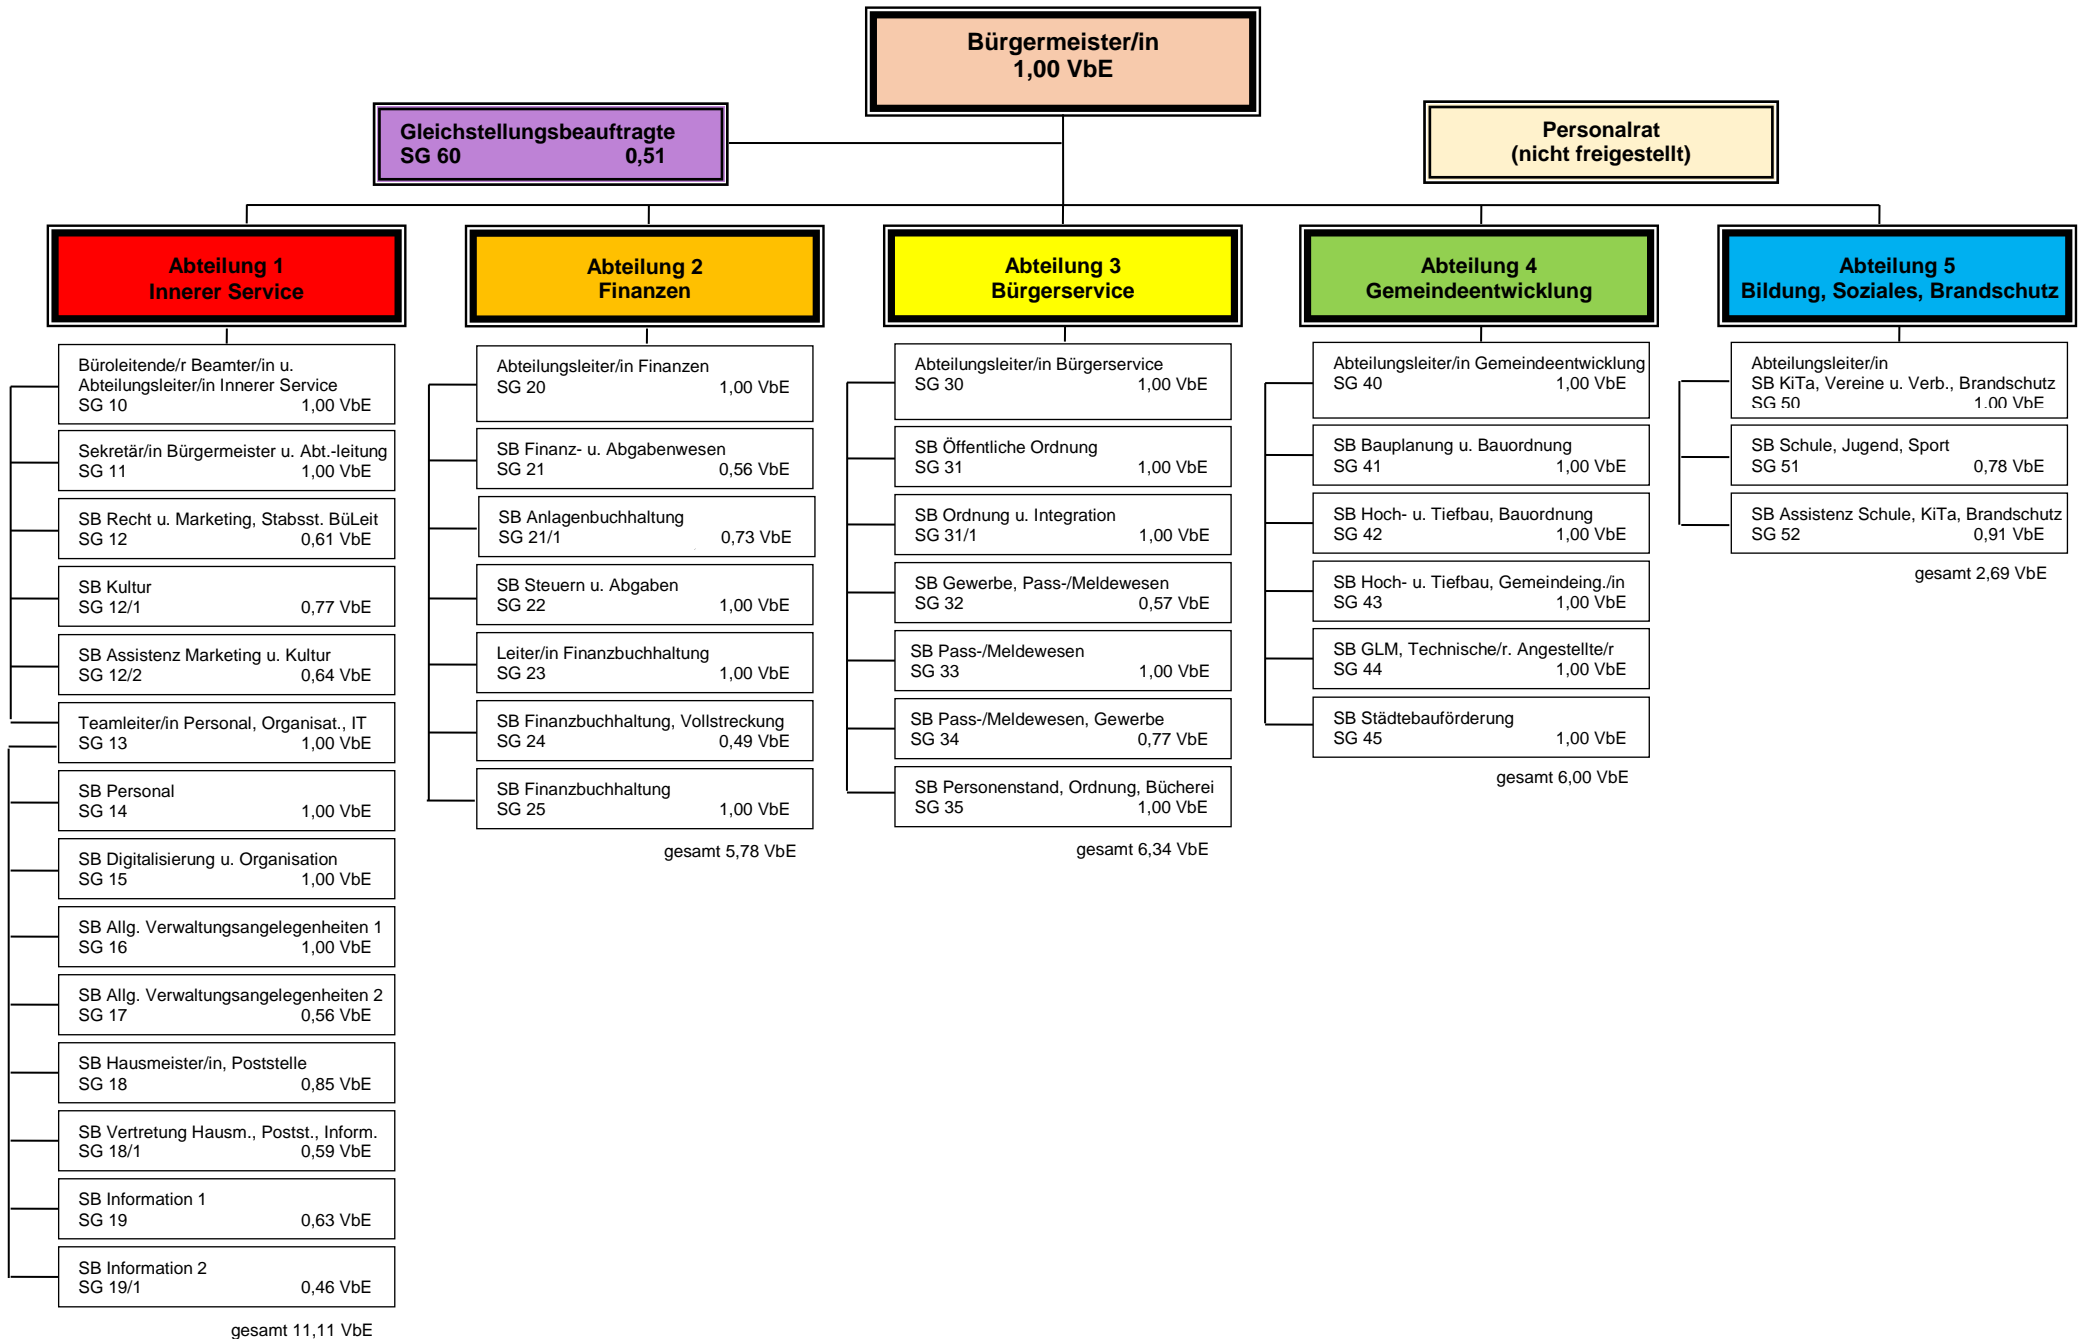 Bürgermeister/in
1,00 VbE
Gleichstellungsbeauftragte
SG 60 0,51
Personalrat
(nicht freigestellt)
Abteilung 1
Innerer Service
Büroleitende/r Beamter/in u.
Abteilungsleiter/in Innerer Service
SG 10 1,00 VbE
Sekretär/in Bürgermeister u. Abt.-leitung
SG 11 1,00 VbE
SB Recht u. Marketing, Stabsst. BüLeit
SG 12 0,61 VbE
SB Kultur
SG 12/1 0,77 VbE
SB Assistenz Marketing u. Kultur
SG 12/2 0,64 VbE
Teamleiter/in Personal, Organisat., IT
SG 13 1,00 VbE
SB Personal
SG 14 1,00 VbE
SB Digitalisierung u. Organisation
SG 15 1,00 VbE
SB Allg. Verwaltungsangelegenheiten 1
SG 16 1,00 VbE
SB Allg. Verwaltungsangelegenheiten 2
SG 17 0,56 VbE
SB Hausmeister/in, Poststelle
SG 18 0,85 VbE
SB Vertretung Hausm., Postst., Inform.
SG 18/1 0,59 VbE
SB Information 1
SG 19 0,63 VbE
SB Information 2
SG 19/1 0,46 VbE
gesamt 11,11 VbE
Abteilung 2
Finanzen
Abteilungsleiter/in Finanzen
SG 20 1,00 VbE
SB Finanz- u. Abgabenwesen
SG 21 0,56 VbE
SB Anlagenbuchhaltung
SG 21/1 0,73 VbE
SB Steuern u. Abgaben
SG 22 1,00 VbE
Leiter/in Finanzbuchhaltung
SG 23 1,00 VbE
SB Finanzbuchhaltung, Vollstreckung
SG 24 0,49 VbE
SB Finanzbuchhaltung
SG 25 1,00 VbE
gesamt 5,78 VbE
Abteilung 3
Bürgerservice
Abteilungsleiter/in Bürgerservice
SG 30 1,00 VbE
SB Öffentliche Ordnung
SG 31 1,00 VbE
SB Ordnung u. Integration
SG 31/1 1,00 VbE
SB Gewerbe, Pass-/Meldewesen
SG 32 0,57 VbE
SB Pass-/Meldewesen
SG 33 1,00 VbE
SB Pass-/Meldewesen, Gewerbe
SG 34 0,77 VbE
SB Personenstand, Ordnung, Bücherei
SG 35 1,00 VbE
gesamt 6,34 VbE
Abteilung 4
Gemeindeentwicklung
Abteilungsleiter/in Gemeindeentwicklung
SG 40 1,00 VbE
SB Bauplanung u. Bauordnung
SG 41 1,00 VbE
SB Hoch- u. Tiefbau, Bauordnung
SG 42 1,00 VbE
SB Hoch- u. Tiefbau, Gemeindeing./in
SG 43 1,00 VbE
SB GLM, Technische/r. Angestellte/r
SG 44 1,00 VbE
SB Städtebauförderung
SG 45 1,00 VbE
gesamt 6,00 VbE
Abteilung 5
Bildung, Soziales, Brandschutz
Abteilungsleiter/in
SB KiTa, Vereine u. Verb., Brandschutz
SG 50 1,00 VbE
SB Schule, Jugend, Sport
SG 51 0,78 VbE
SB Assistenz Schule, KiTa, Brandschutz
SG 52 0,91 VbE
gesamt 2,69 VbE